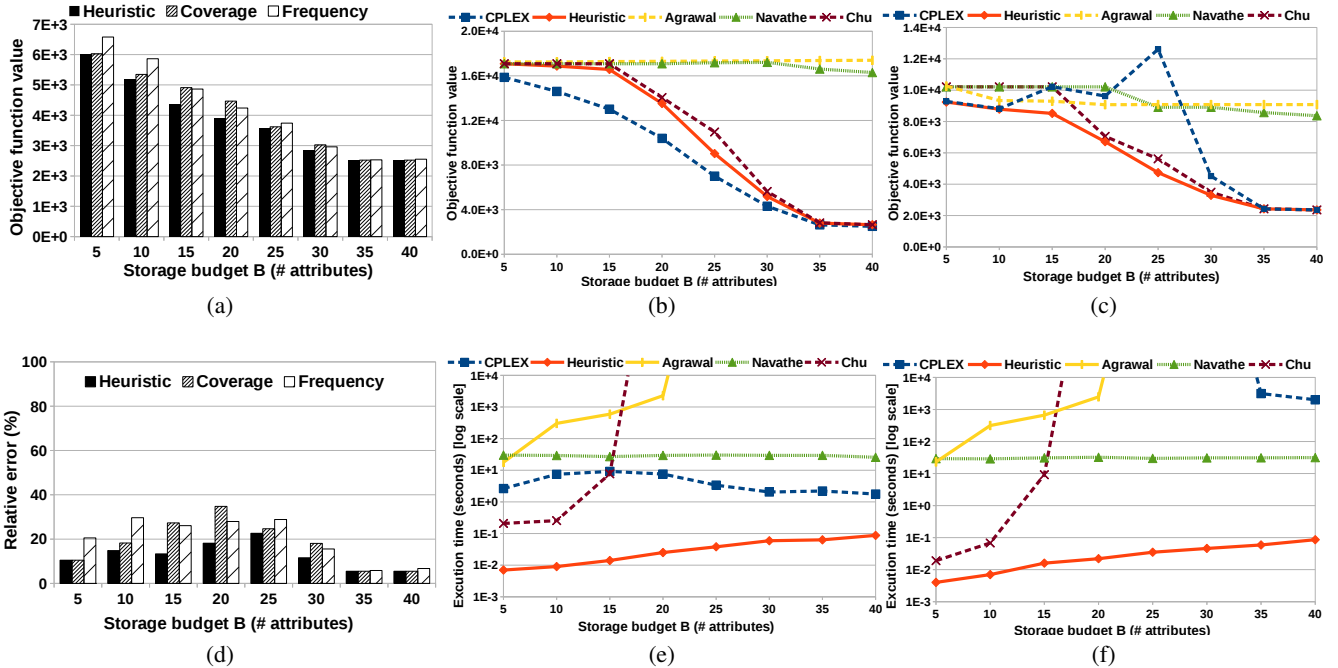 Heuristic Coverage Frequency
Objective function value
7E+3
6E+3
5E+3
4E+3
3E+3
2E+3
1E+3
0E+0
5 10 15 20 25 30 35 40
Storage budget B (# attributes)
(a)
CPLEX Heuristic Agrawal Navathe Chu
Objective function value
2.0E+4
1.6E+4
1.2E+4
8.0E+3
4.0E+3
0.0E+0
5 10 15 20 25 30 35 40
Storage budget B (# attributes)
(b)
CPLEX Heuristic Agrawal Navathe Chu
Objective function value
1.4E+4
1.2E+4
1.0E+4
8.0E+3
6.0E+3
4.0E+3
2.0E+3
0.0E+0
5 10 15 20 25 30 35 40
Storage budget B (# attributes)
(c)
Heuristic Coverage Frequency
Relative error (%)
100
80
60
40
20
0
5 10 15 20 25 30 35 40
Storage budget B (# attributes)
(d)
CPLEX Heuristic Agrawal Navathe Chu
Excution time (seconds) [log scale]
1E+4
1E+3
1E+2
1E+1
1E+0
1E-1
1E-2
1E-3
5 10 15 20 25 30 35 40
Storage budget B (# attributes)
(e)
CPLEX Heuristic Agrawal Navathe Chu
Excution time (seconds) [log scale]
1E+4
1E+3
1E+2
1E+1
1E+0
1E-1
1E-2
1E-3
5 10 15 20 25 30 35 40
Storage budget B (# attributes)
(f)